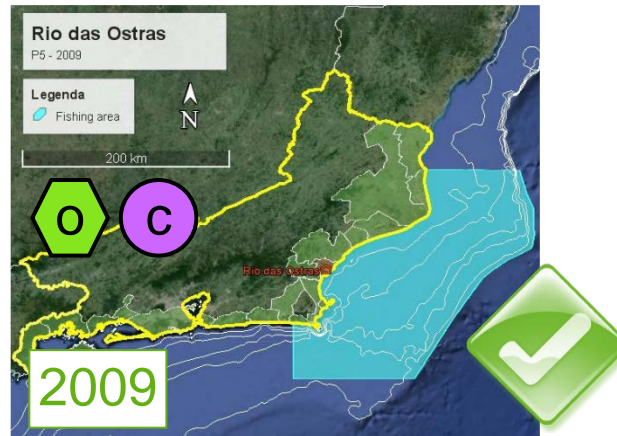 Rio das Ostras
P5 - 2009
Legenda
Fishing area
N
200 km
O
C
Rio das Ostras
2009